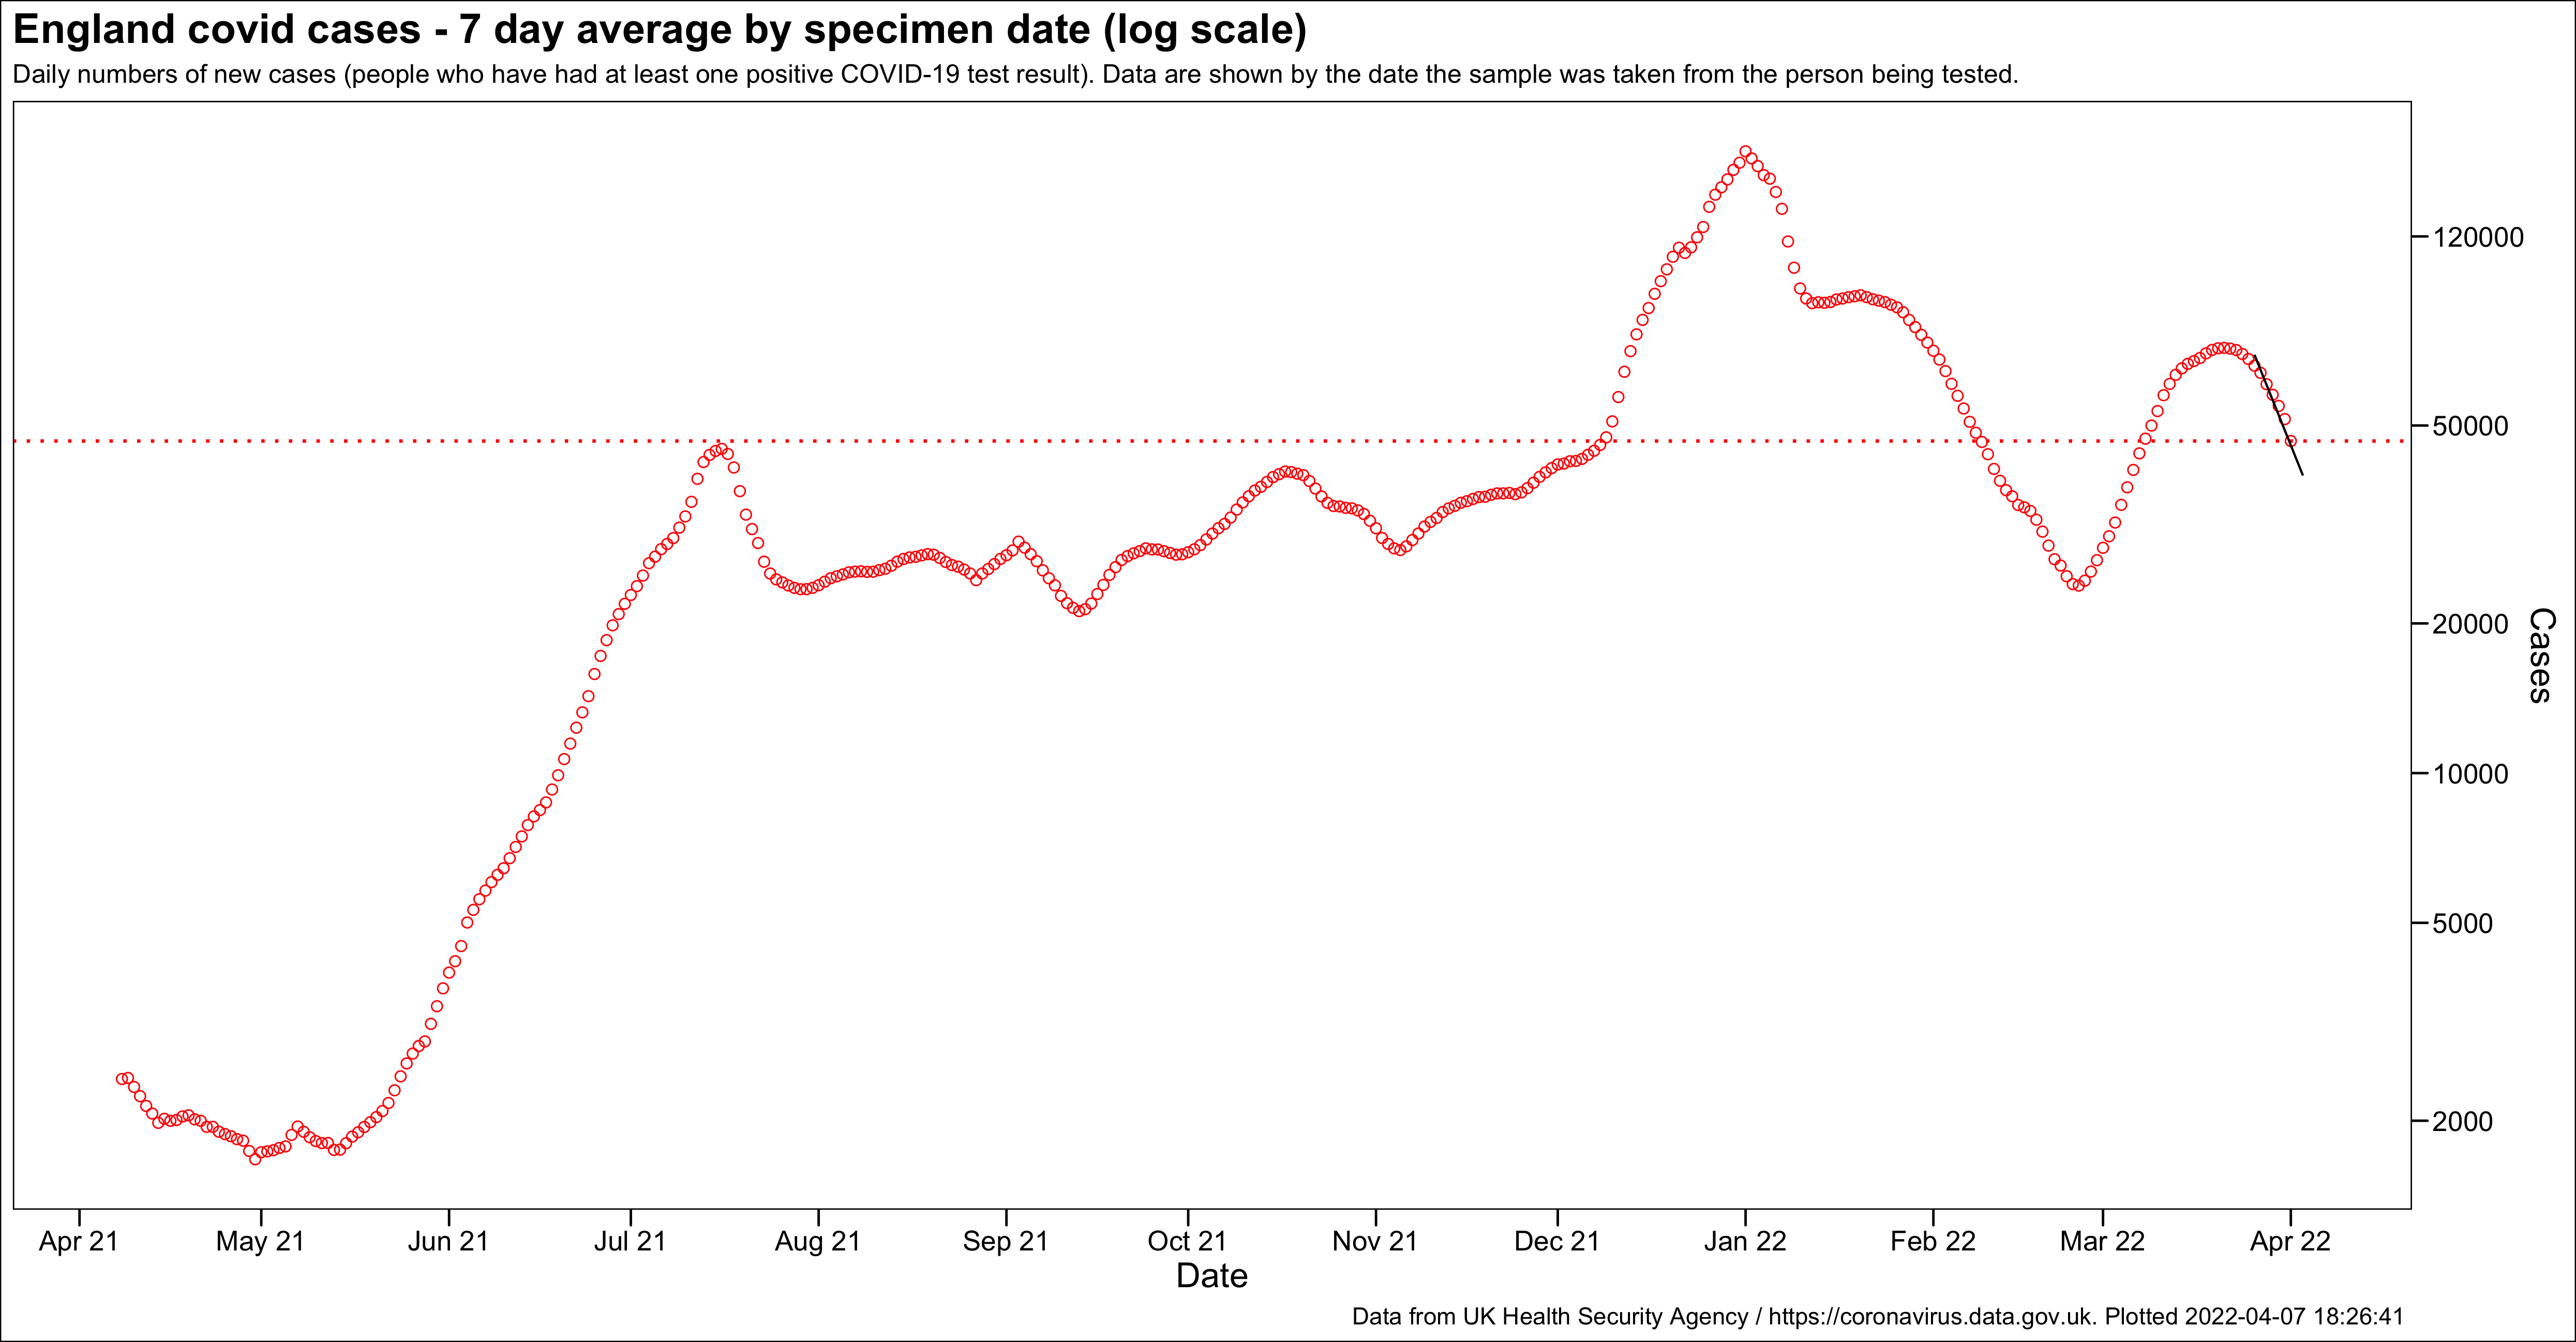 England covid cases - 7 day average by specimen date (log scale)
Daily numbers of new cases (people who have had at least one positive COVID-19 test result). Data are shown by the date the sample was taken from the person being tested.
120000
50000
20000
10000
5000
2000
Cases
Apr 21 May 21 Jun 21 Jul 21 Aug 21 Sep 21 Oct 21 Nov 21 Dec 21 Jan 22 Feb 22 Mar 22 Apr 22
Date
Data from UK Health Security Agency / https://coronavirus.data.gov.uk. Plotted 2022-04-07 18:26:41